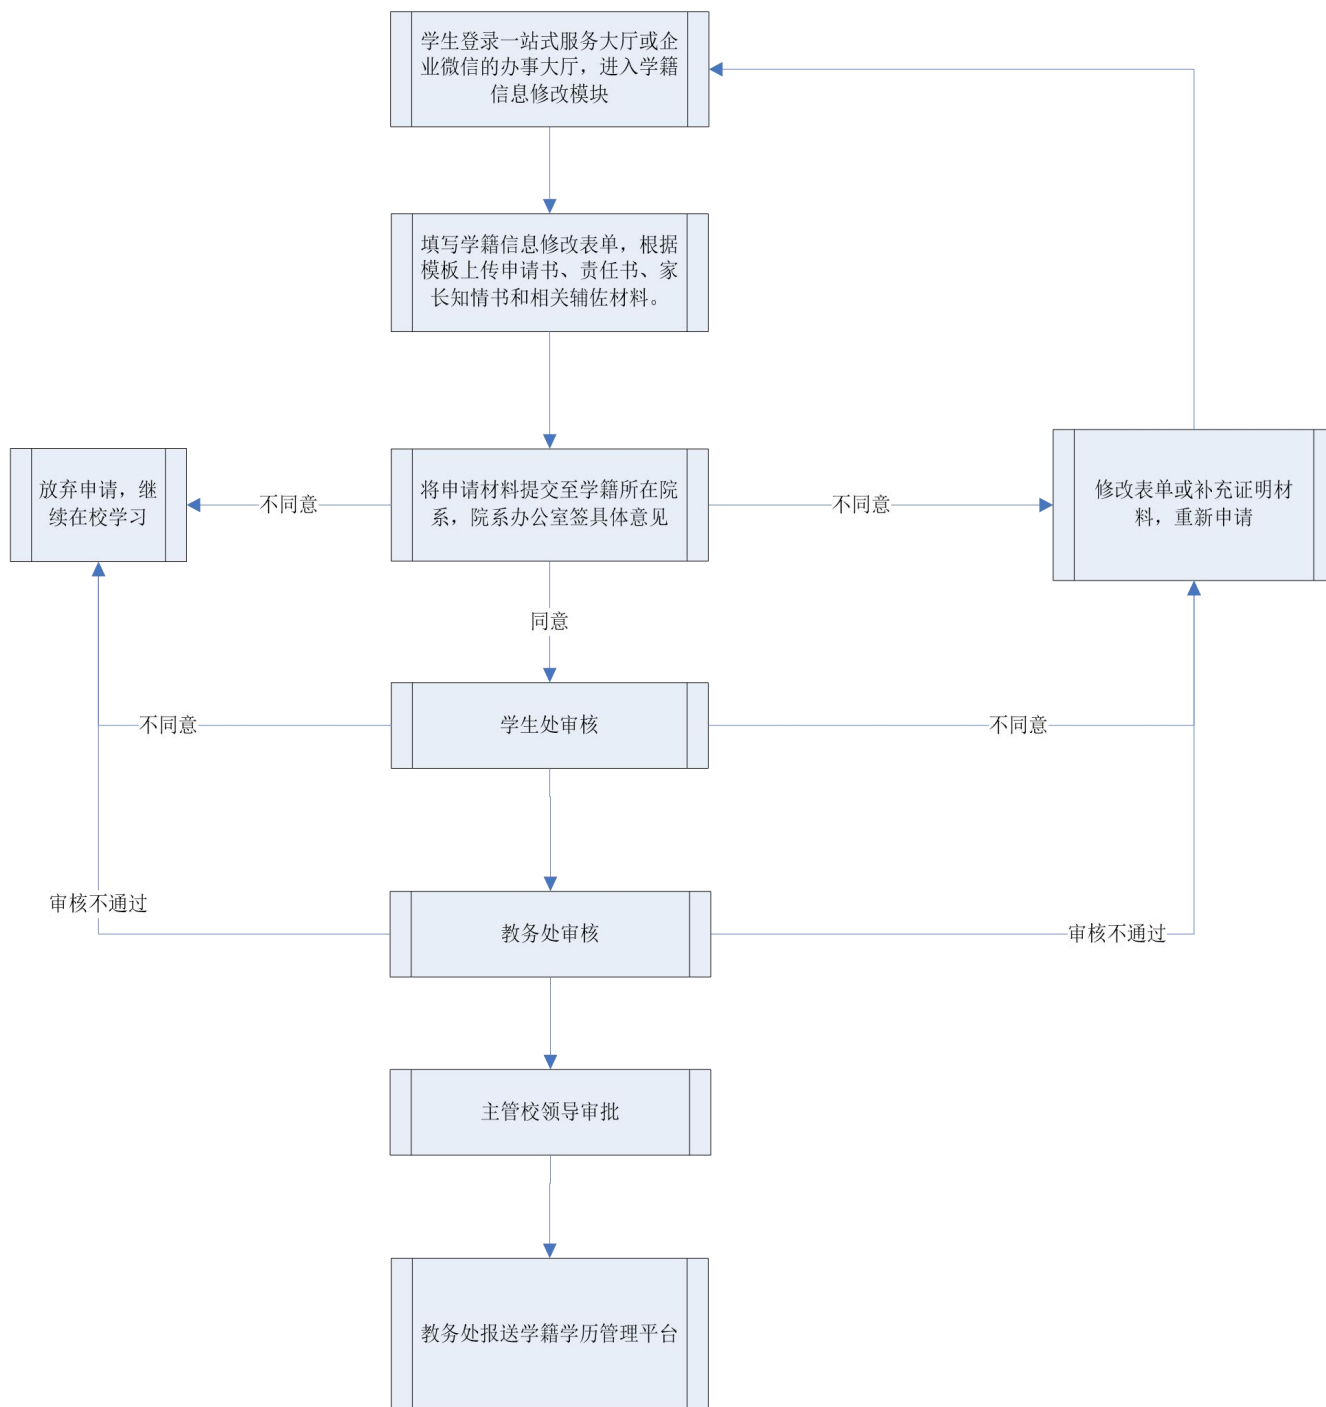 学生登录一站式服务大厅或企
业微信的办事大厅，进入学籍
信息修改模块
填写学籍信息修改表单，根据
模板上传申请书、责任书、家
长知情书和相关辅佐材料。
放弃申请，继
续在校学习
不同意
将申请材料提交至学籍所在院
系，院系办公室签具体意见
不同意
修改表单或补充证明材
料，重新申请
同意
不同意
学生处审核
不同意
审核不通过
教务处审核
审核不通过
主管校领导审批
教务处报送学籍学历管理平台